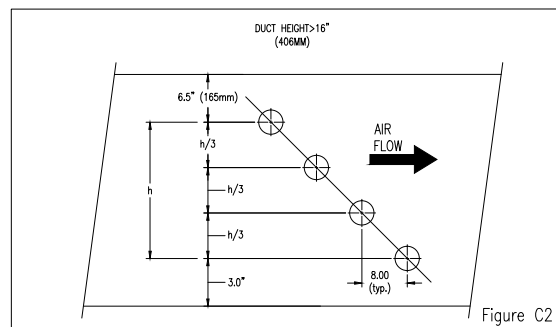 DUCT HEIGHT>16"
(406MM)
6.5" (165mm)
AIR
FLOW
h/3
h
h/3
h/3
8.00
(typ.)
3.0"
Figure C2